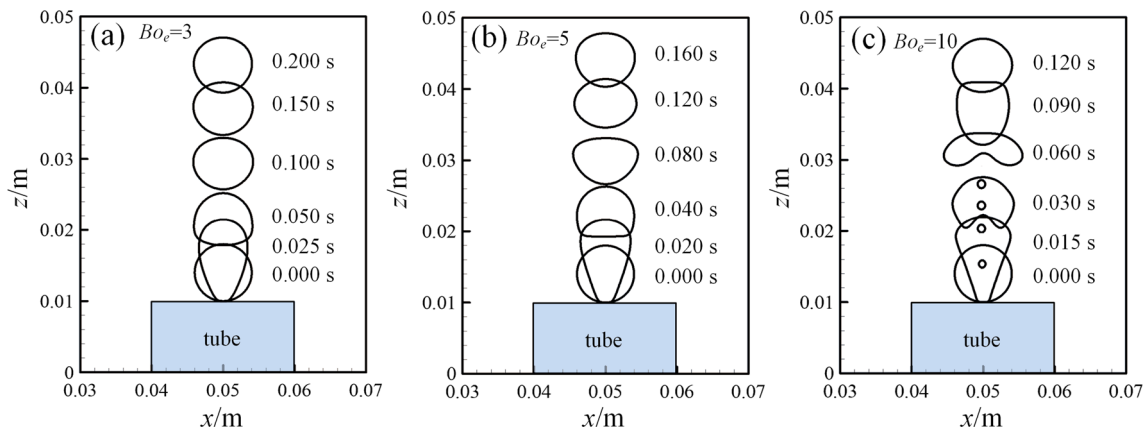 (a) Boe=3
0.05
0.04
0.03
0.02
0.01
0
z/m
0.200 s
0.150 s
0.100 s
0.050 s
0.025 s
0.000 s
tube
0.03 0.04 0.05 0.06 0.07
x/m
(b) Boe=5
0.05
0.04
0.03
0.02
0.01
0
z/m
0.160 s
0.120 s
0.080 s
0.040 s
0.020 s
0.000 s
tube
0.03 0.04 0.05 0.06 0.07
x/m
(c) Boe=10
0.05
0.04
0.03
0.02
0.01
0
z/m
0.120 s
0.090 s
0.060 s
0.030 s
0.015 s
0.000 s
tube
0.03 0.04 0.05 0.06 0.07
x/m